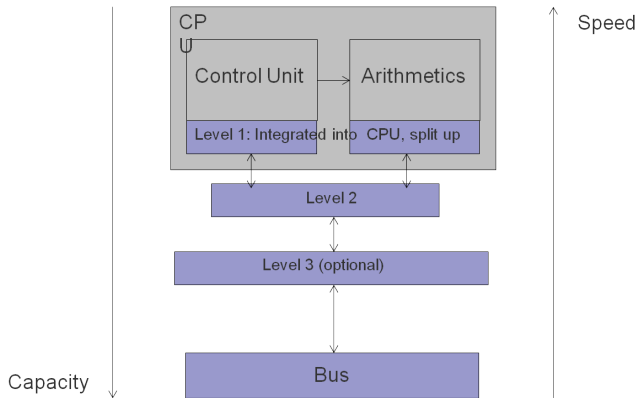 CP
U
Speed
Control Unit
Arithmetics
Level 1: Integrated into CPU, split up
Level 2
Level 3 (optional)
Bus
Capacity